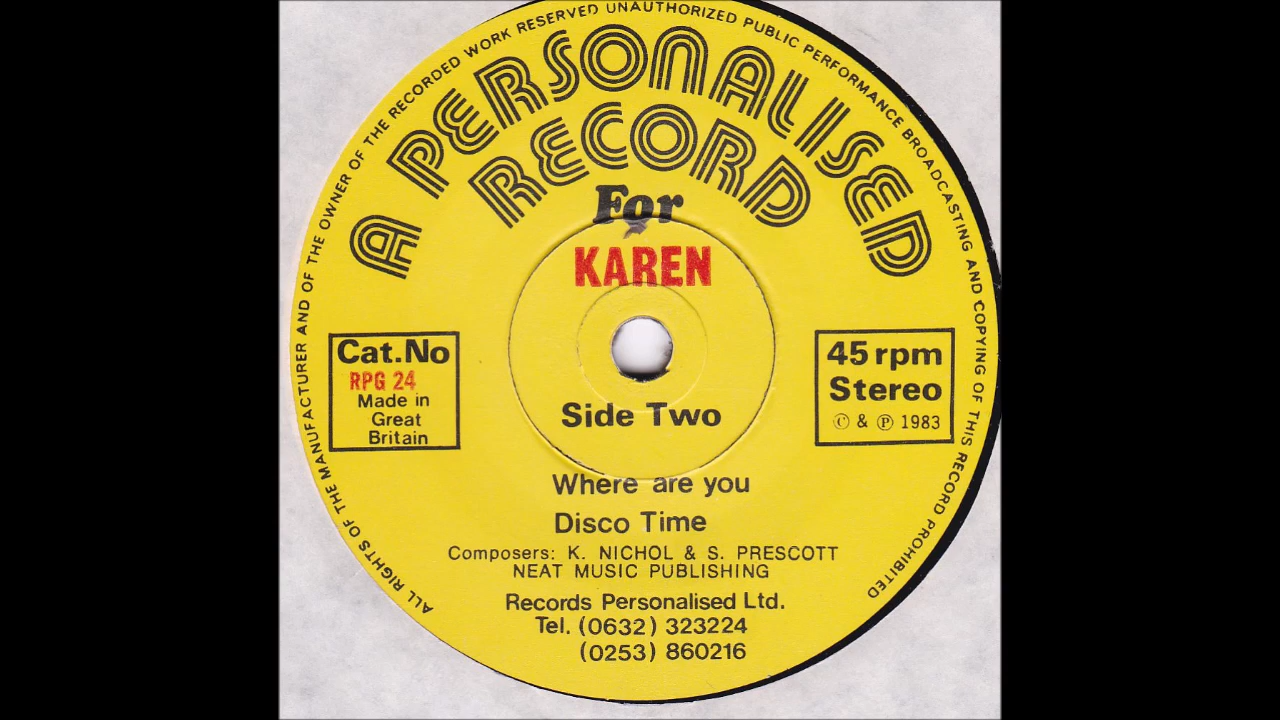 ALL RIGHTS OF THE MANUFACTURER AND OF THE OWNER OF THE RECORDED WORK RESERVED UNAUTHORIZED PUBLIC PERFORMANCE BROADCASTING AND COPYING OF THIS RECORD PROHIBITED
A PERSONALISED
RECORD
For
KAREN
Cat.No
RPG 24
Made in
Great
Britain
45 rpm
Stereo
© & ℗ 1983
Side Two
Where are you
Disco Time
Composers: K. NICHOL & S. PRESCOTT
NEAT MUSIC PUBLISHING
Records Personalised Ltd.
Tel. (0632) 323224
(0253) 860216